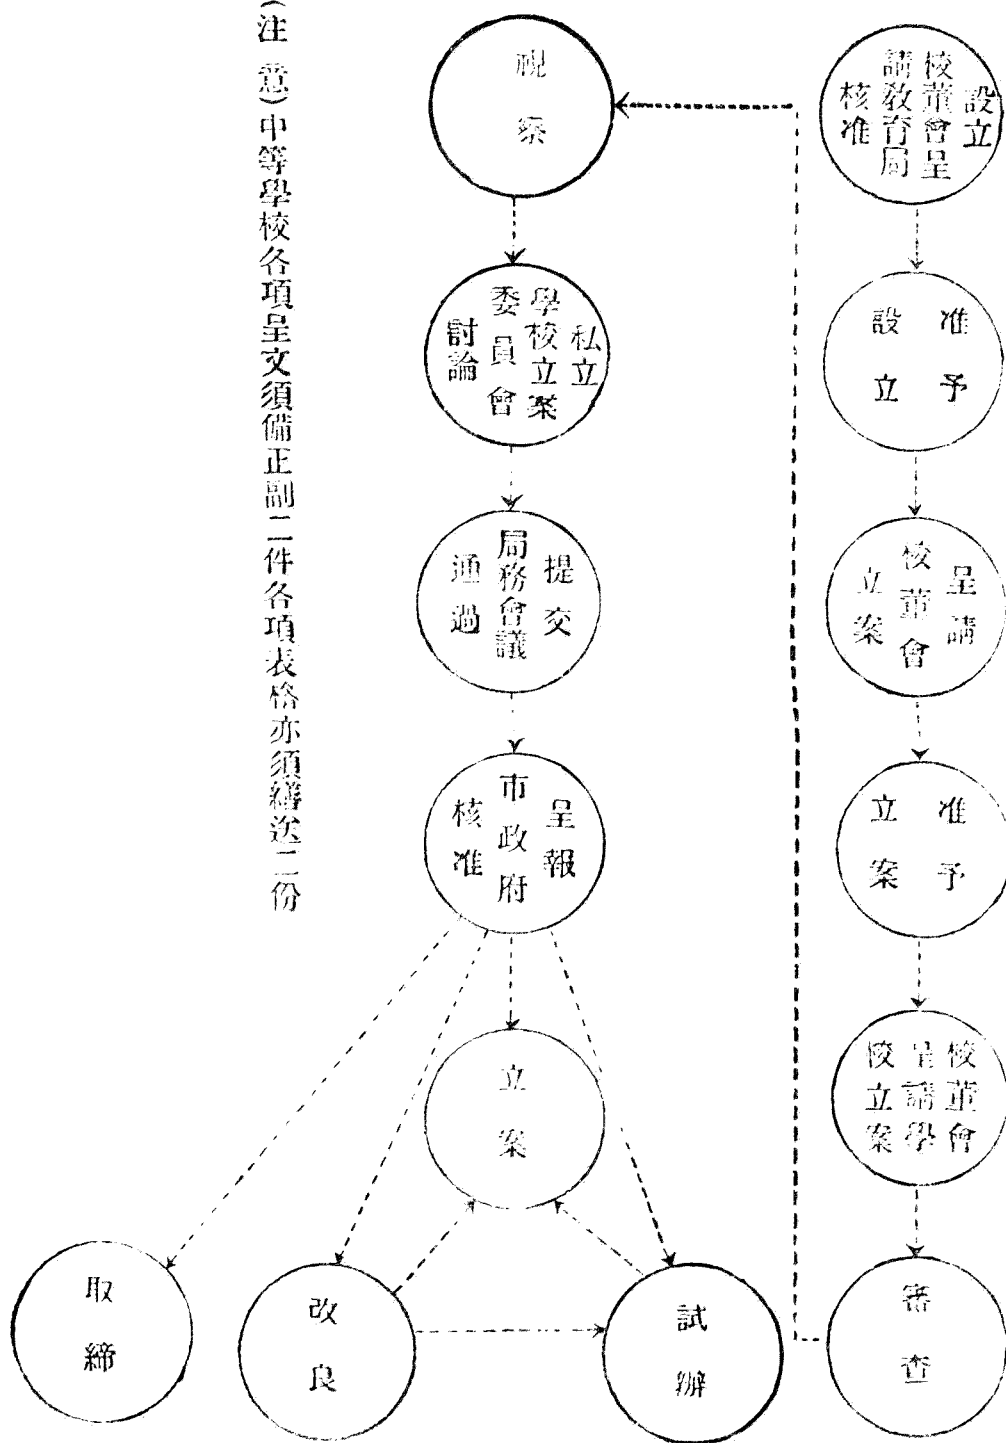 設立
校董會呈
請教育局
核准
准予
設立
呈請
校董會
立案
准予
立案
校董會
呈請學
校立案
審查
視察
私立
學校立案
委員會
討論
提交
局務會議
通過
呈報
市政府
核准
立案
試辦
改良
取締
(注意)中等學校各項呈文須備正副二件各項表格亦須繕送二份